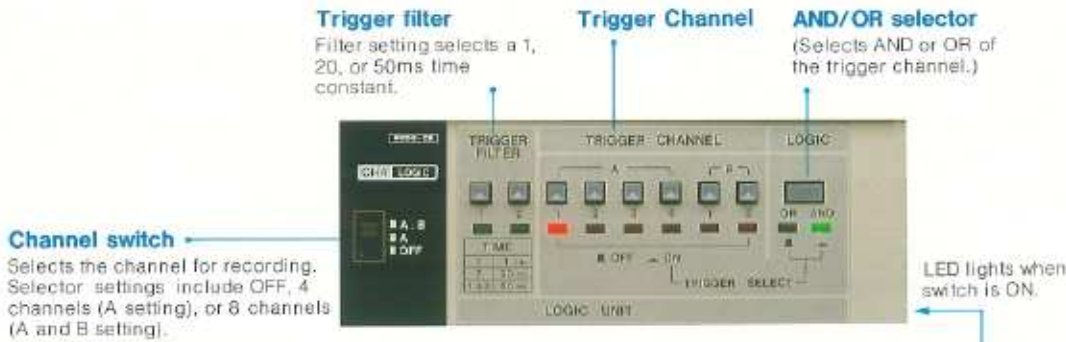 Trigger filter
Filter setting selects a 1,
20, or 50ms time
constant.
Trigger Channel
AND/OR selector
(Selects AND or OR of
the trigger channel.)
TRIGGER
FILTER
TRIGGER CHANNEL
LOGIC
CHA LOGIC
A
B
1 2 1 2 3 4 1 2
OR AND
A.B
A
OFF
TIME
OFF ON
TRIGGER SELECT
LOGIC UNIT
Channel switch
Selects the channel for recording.
Selector settings include OFF, 4
channels (A setting), or 8 channels
(A and B setting).
LED lights when
switch is ON.